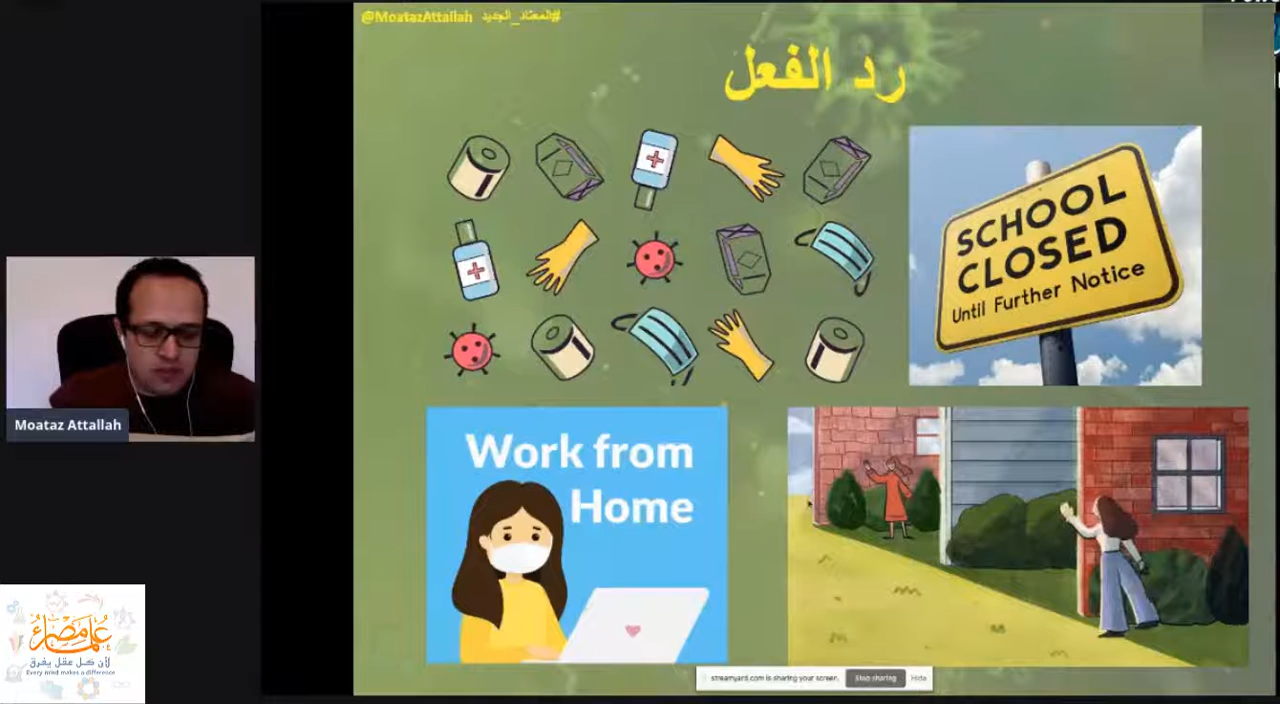 @MoatazAttallah #المعتاد_الجديد
رد الفعل
SCHOOL
CLOSED
Until Further Notice
Work from
Home
Moataz Attallah
علماء مصر
لأن كل عقل يفرق
Every mind makes a difference
streamyard.com is sharing your screen.
Stop sharing
Hide